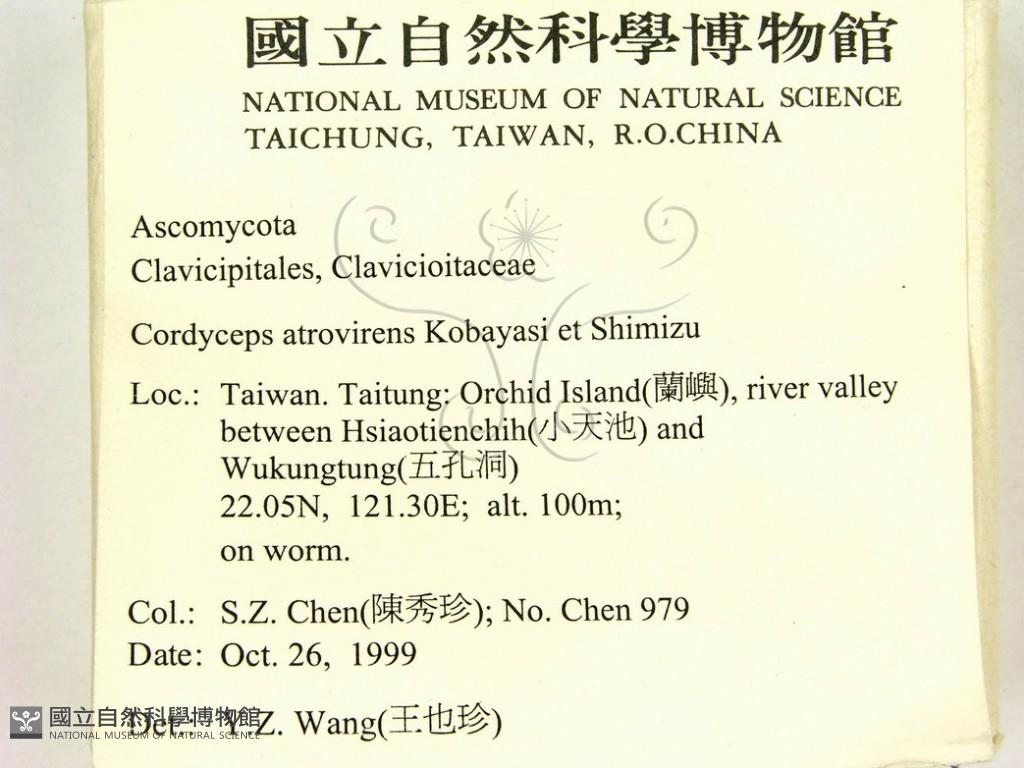 國立自然科學博物館
NATIONAL MUSEUM OF NATURAL SCIENCE
TAICHUNG, TAIWAN, R.O.CHINA
Ascomycota
Clavicipitales, Clavicioitaceae
Cordyceps atrovirens Kobayasi et Shimizu
Loc.: Taiwan. Taitung: Orchid Island(蘭嶼), river valley
between Hsiaotienchih(小天池) and
Wukungtung(五孔洞)
22.05N, 121.30E; alt. 100m;
on worm.
Col.: S.Z. Chen(陳秀珍); No. Chen 979
Date: Oct. 26, 1999
Det.: Y.Z. Wang(王也珍)
國立自然科學博物館
NATIONAL MUSEUM OF NATURAL SCIENCE